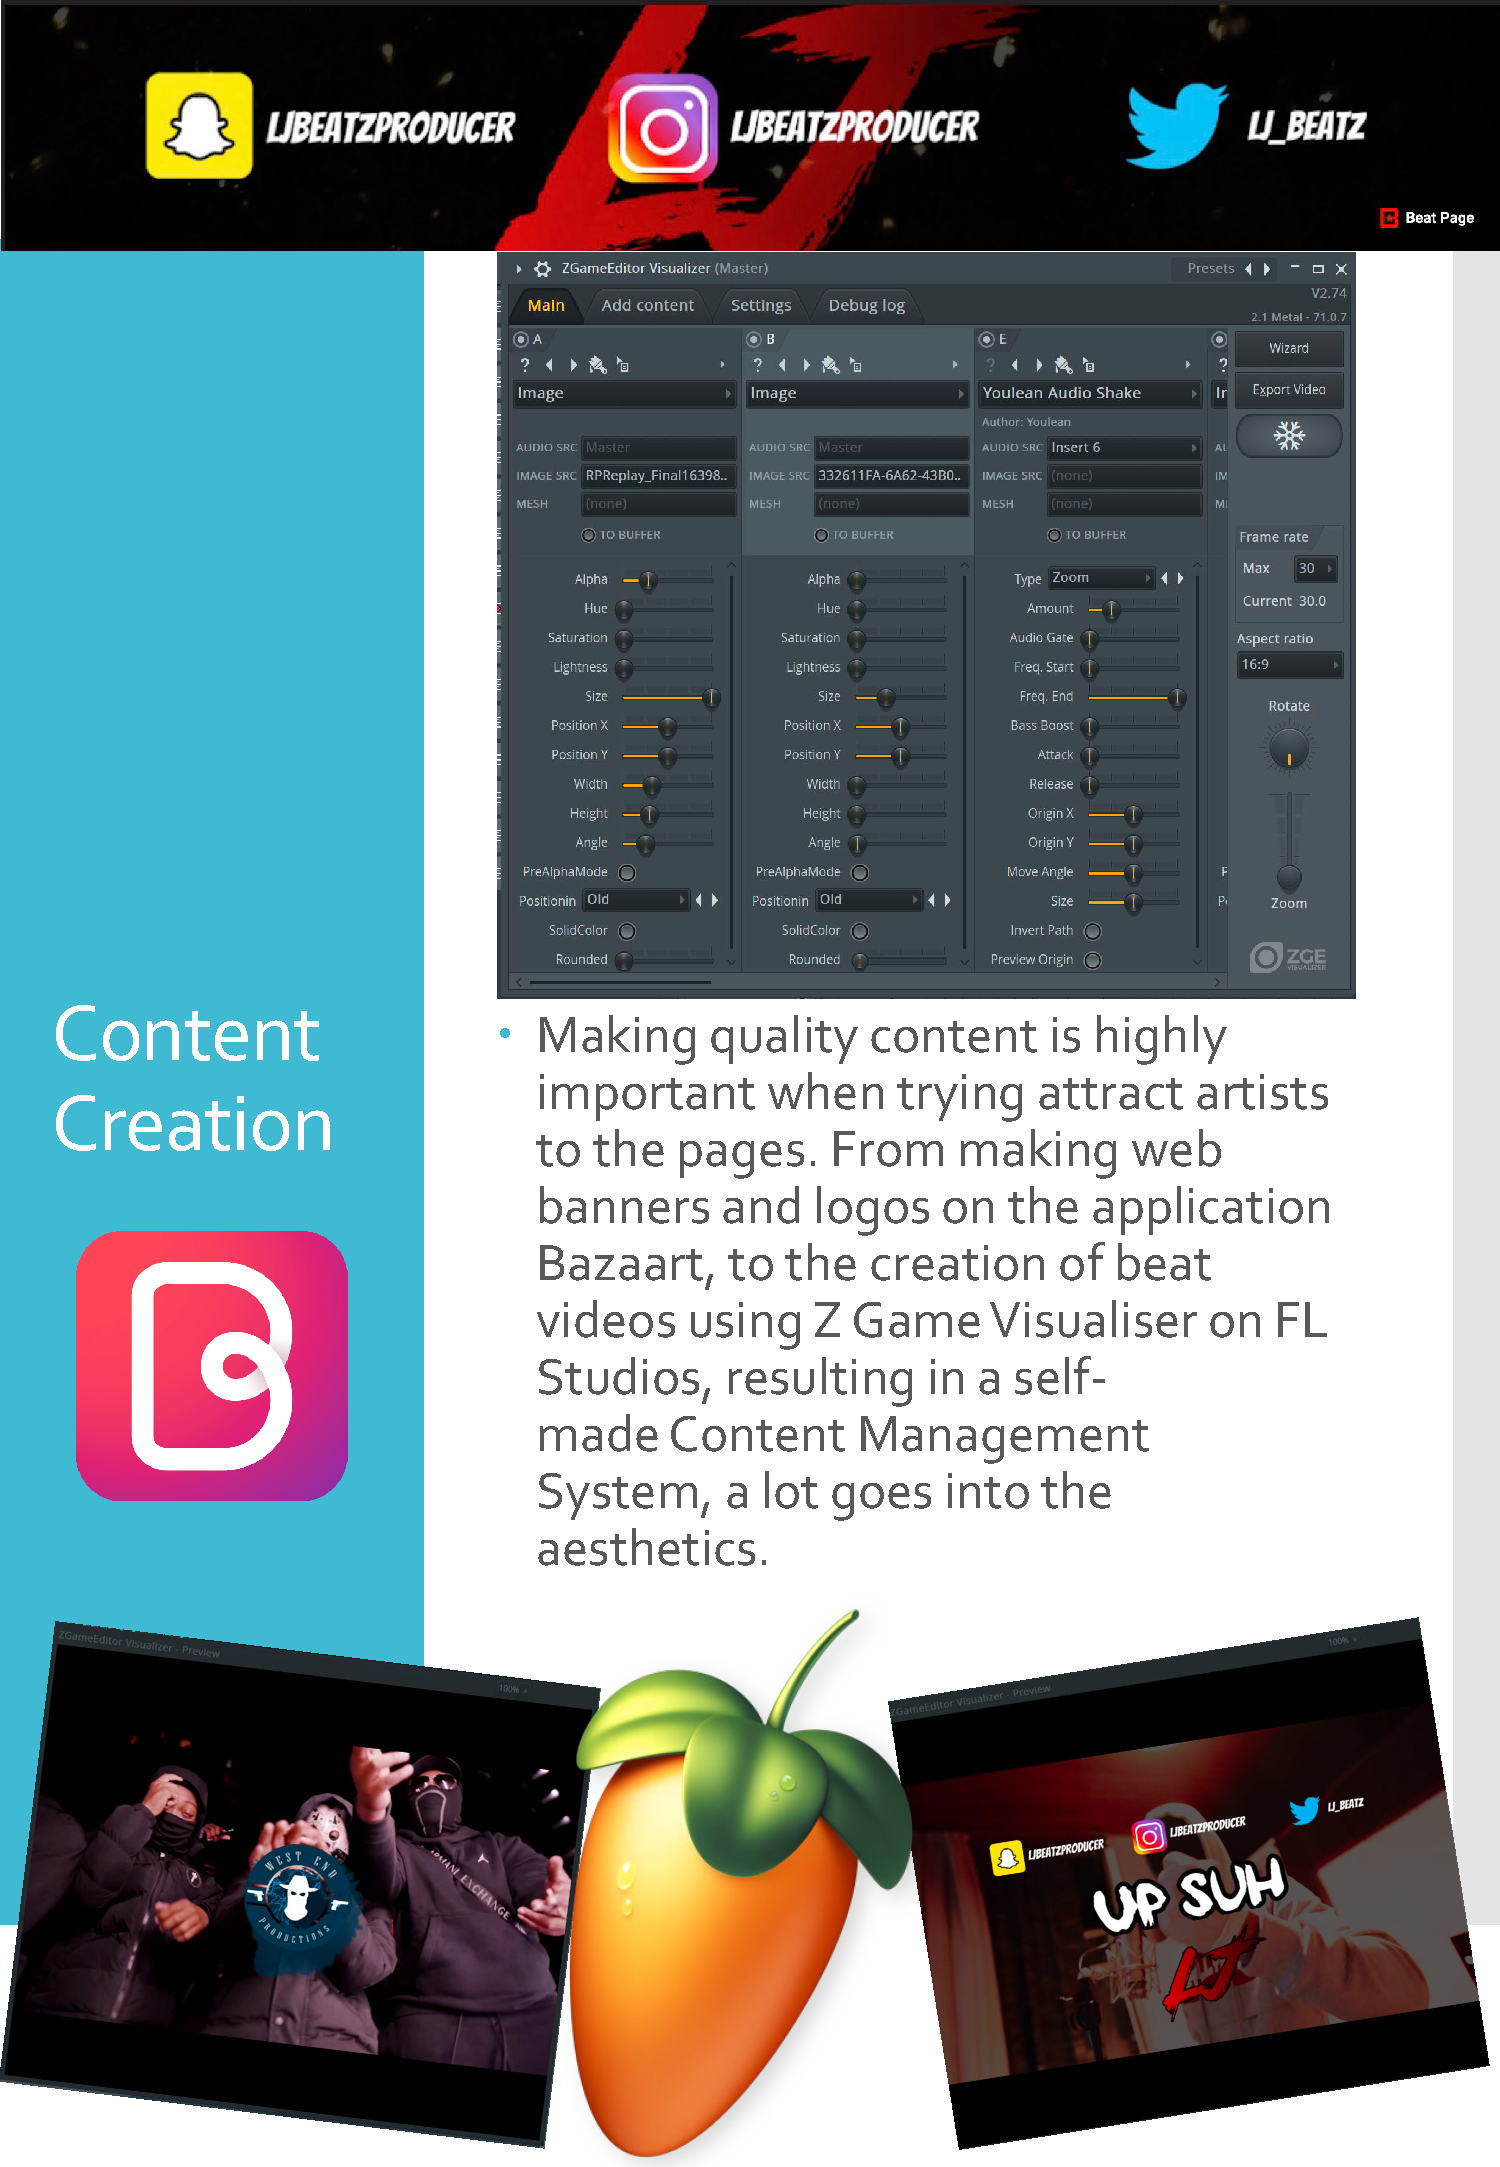 LJBEATZPRODUCER
LJBEATZPRODUCER
LJ_BEATZ
LJ
Beat Page
ZGameEditor Visualizer (Master)
Presets
Main
Add content
Settings
Debug log
V2.74
2.1 Metal - 71.0.7
A
B
E
Wizard
Image
Image
Youlean Audio Shake
Export Video
Author: Youlean
AUDIO SRC Master
AUDIO SRC Master
AUDIO SRC Insert 6
IMAGE SRC RPReplay_Final16398..
IMAGE SRC 332611FA-6A62-43B0..
IMAGE SRC (none)
MESH (none)
MESH (none)
MESH (none)
TO BUFFER
TO BUFFER
TO BUFFER
Frame rate
Max 30
Current 30.0
Aspect ratio
16:9
Rotate
Zoom
ZGE
VISUALIZER
Alpha
Hue
Saturation
Lightness
Size
Position X
Position Y
Width
Height
Angle
PreAlphaMode
Positionin Old
SolidColor
Rounded
Alpha
Hue
Saturation
Lightness
Size
Position X
Position Y
Width
Height
Angle
PreAlphaMode
Positionin Old
SolidColor
Rounded
Type Zoom
Amount
Audio Gate
Freq. Start
Freq. End
Bass Boost
Attack
Release
Origin X
Origin Y
Move Angle
Size
Invert Path
Preview Origin
Content
Creation
• Making quality content is highly
important when trying attract artists
to the pages. From making web
banners and logos on the application
Bazaart, to the creation of beat
videos using Z Game Visualiser on FL
Studios, resulting in a self-
made Content Management
System, a lot goes into the
aesthetics.
ZGameEditor Visualizer - Preview
100%
WEST END
PRODUCTIONS
EXCHANGE
ZGameEditor Visualizer - Preview
100%
LJBEATZPRODUCER
LJBEATZPRODUCER
LJ_BEATZ
UP SUH
LJ